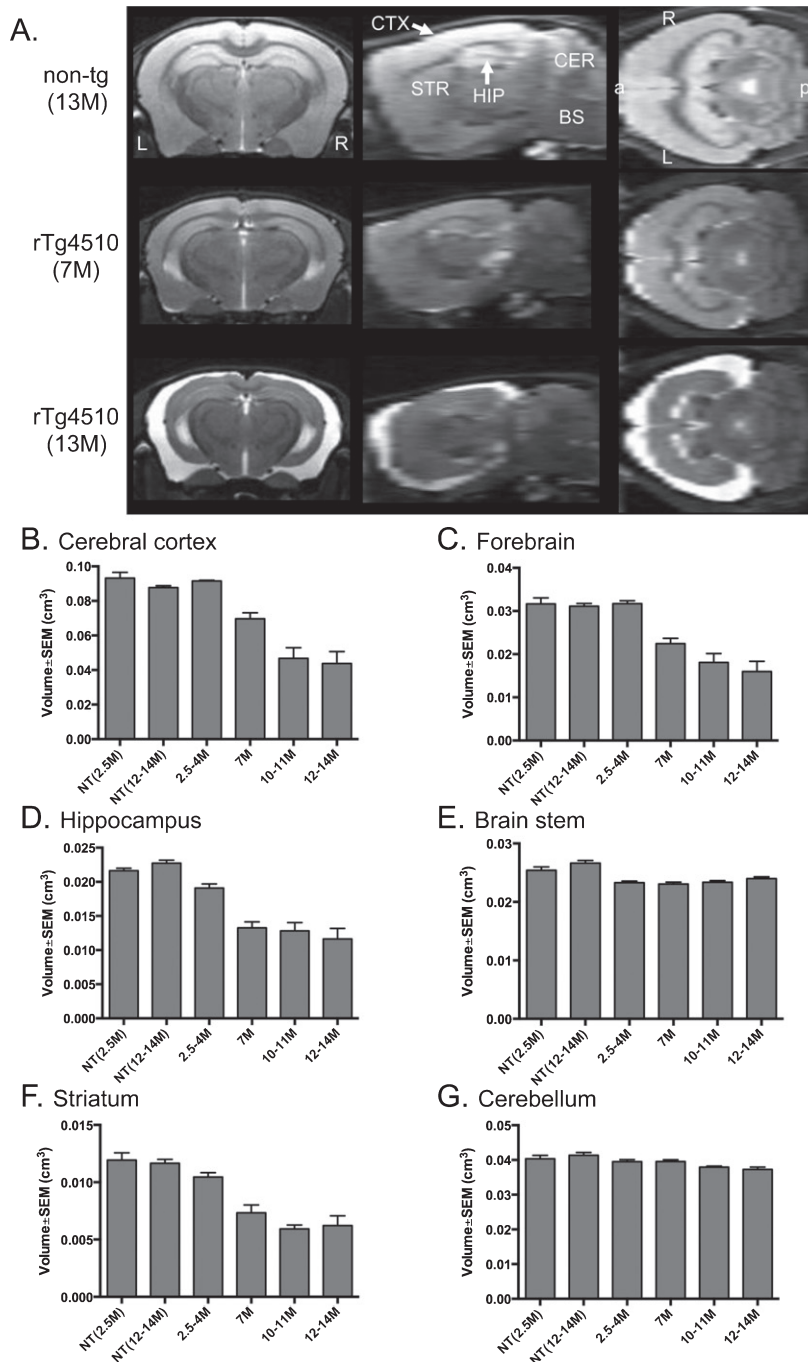 A.
non-tg
(13M)
L
R
CTX
STR
HIP
CER
BS
R
a
p
L
rTg4510
(7M)
rTg4510
(13M)
B. Cerebral cortex
Volume±SEM (cm³)
0.10
0.08
0.06
0.04
0.02
0.00
NT(2.5M)
NT(12-14M)
2.5-4M
7M
10-11M
12-14M
C. Forebrain
Volume±SEM (cm³)
0.04
0.03
0.02
0.01
0.00
NT(2.5M)
NT(12-14M)
2.5-4M
7M
10-11M
12-14M
D. Hippocampus
Volume±SEM (cm³)
0.025
0.020
0.015
0.010
0.005
0.000
NT(2.5M)
NT(12-14M)
2.5-4M
7M
10-11M
12-14M
E. Brain stem
Volume±SEM (cm³)
0.03
0.02
0.01
0.00
NT(2.5M)
NT(12-14M)
2.5-4M
7M
10-11M
12-14M
F. Striatum
Volume±SEM (cm³)
0.015
0.010
0.005
0.000
NT(2.5M)
NT(12-14M)
2.5-4M
7M
10-11M
12-14M
G. Cerebellum
Volume±SEM (cm³)
0.05
0.04
0.03
0.02
0.01
0.00
NT(2.5M)
NT(12-14M)
2.5-4M
7M
10-11M
12-14M